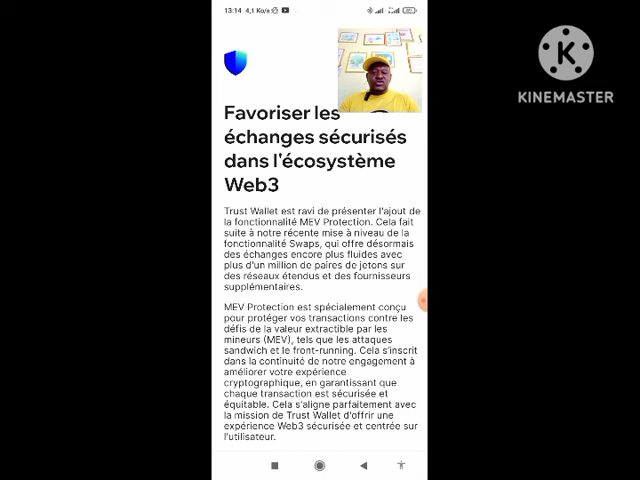 13:14 4,1 Ko/s
KINEMASTER
Favoriser les
échanges sécurisés
dans l'écosystème
Web3
Trust Wallet est ravi de présenter l'ajout de
la fonctionnalité MEV Protection. Cela fait
suite à notre récente mise à niveau de la
fonctionnalité Swaps, qui offre désormais
des échanges encore plus fluides avec
plus d'un million de paires de jetons sur
des réseaux étendus et des fournisseurs
supplémentaires.
MEV Protection est spécialement conçu
pour protéger vos transactions contre les
défis de la valeur extractible par les
mineurs (MEV), tels que les attaques
sandwich et le front-running. Cela s'inscrit
dans la continuité de notre engagement à
améliorer votre expérience
cryptographique, en garantissant que
chaque transaction est sécurisée et
équitable. Cela s'aligne parfaitement avec
la mission de Trust Wallet d'offrir une
expérience Web3 sécurisée et centrée sur
l'utilisateur.